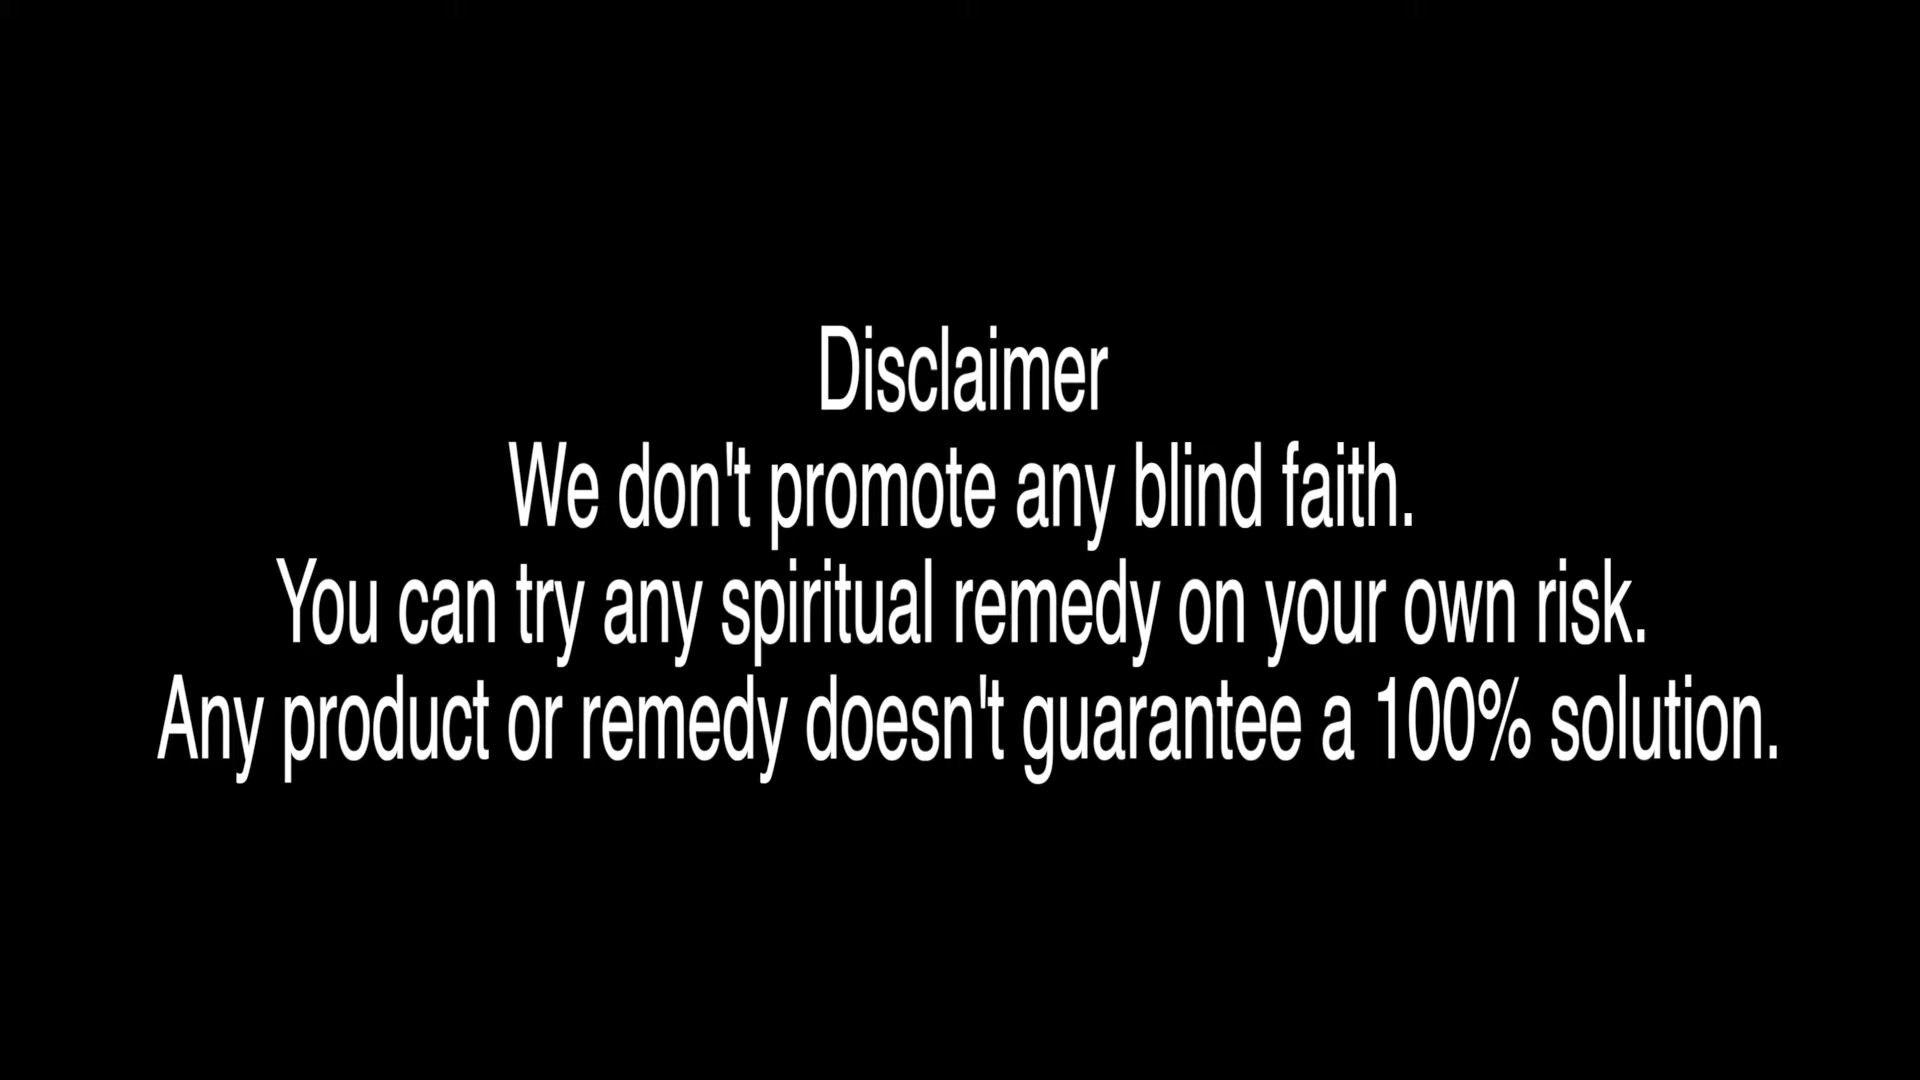 Disclaimer
We don't promote any blind faith.
You can try any spiritual remedy on your own risk.
Any product or remedy doesn't guarantee a 100% solution.